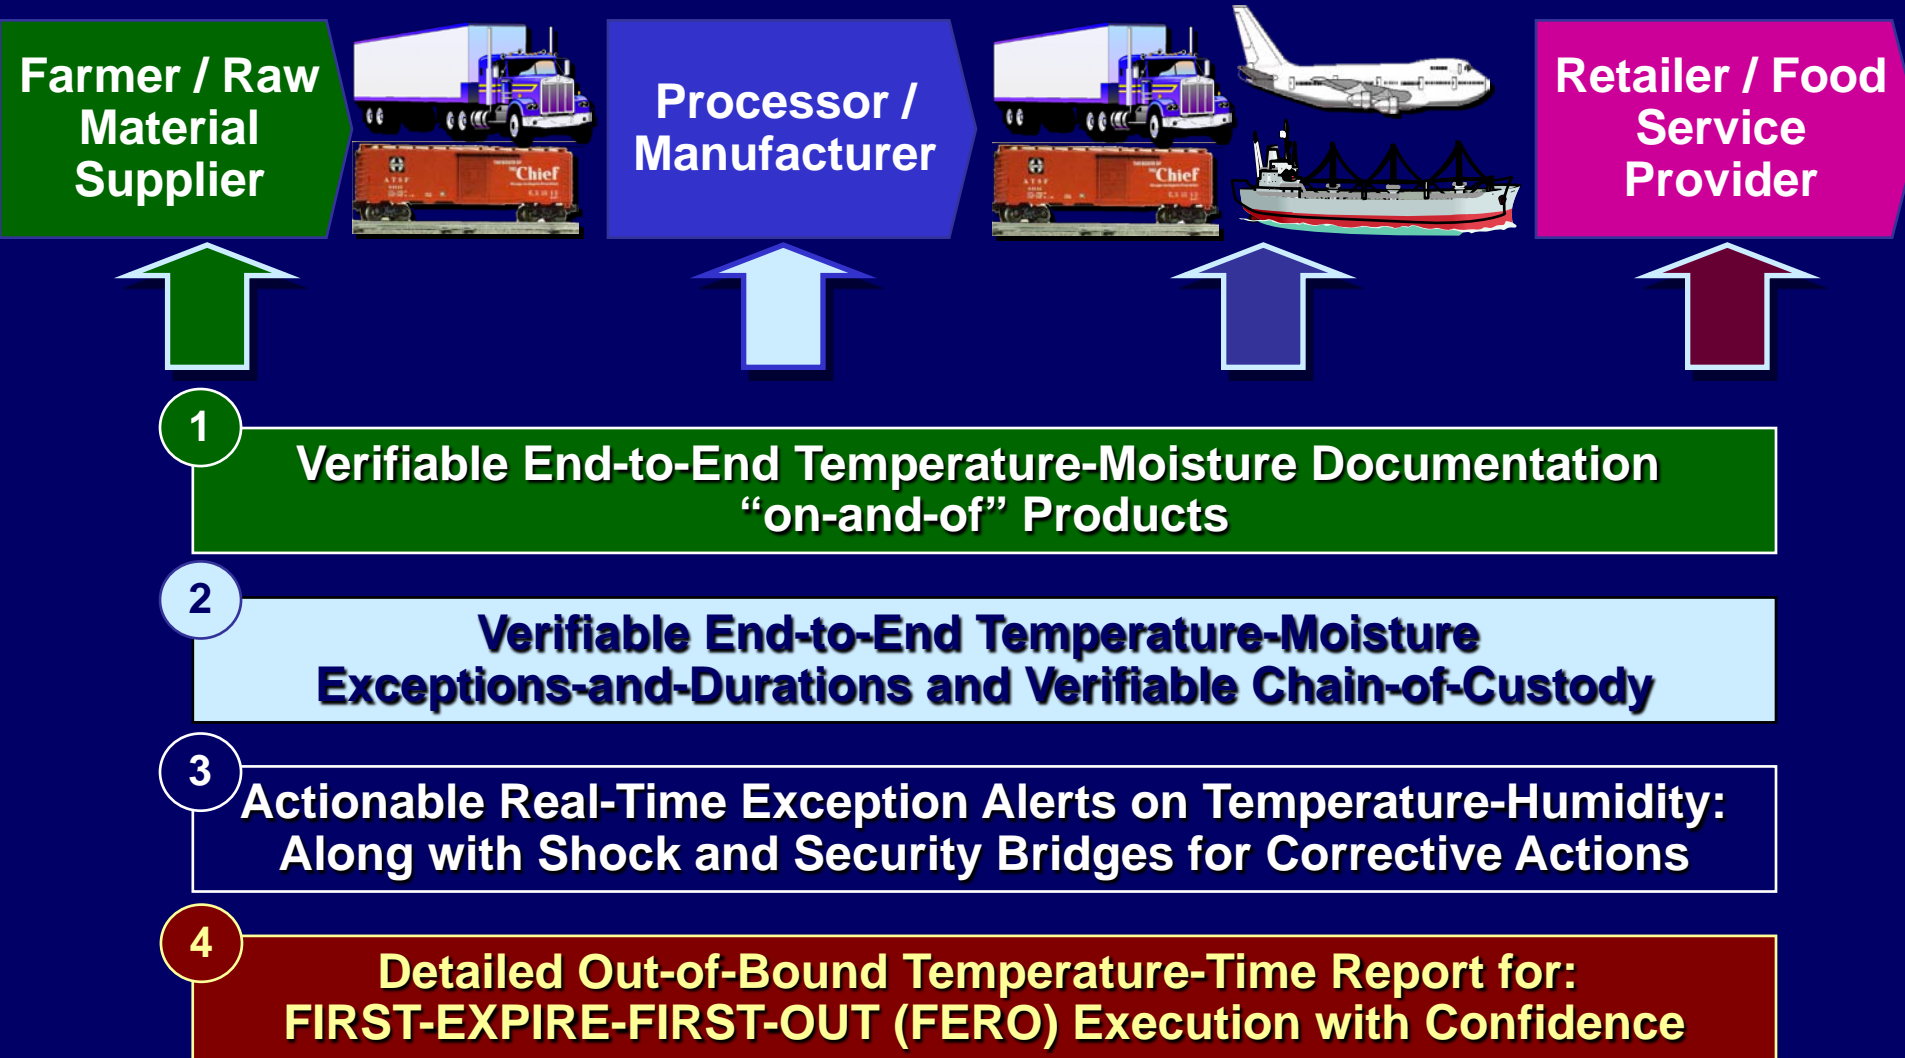 Farmer / Raw
Material
Supplier
Processor /
Manufacturer
Retailer / Food
Service
Provider
Chief
A T S F
Chief
A T S F
1
Verifiable End-to-End Temperature-Moisture Documentation
“on-and-of” Products
2
Verifiable End-to-End Temperature-Moisture
Exceptions-and-Durations and Verifiable Chain-of-Custody
3
Actionable Real-Time Exception Alerts on Temperature-Humidity:
Along with Shock and Security Bridges for Corrective Actions
4
Detailed Out-of-Bound Temperature-Time Report for:
FIRST-EXPIRE-FIRST-OUT (FERO) Execution with Confidence